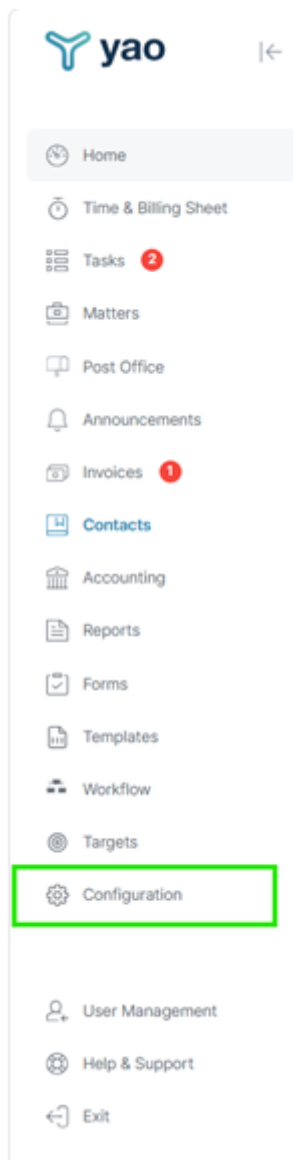 yao
Home
Time & Billing Sheet
Tasks 2
Matters
Post Office
Announcements
Invoices 1
Contacts
Accounting
Reports
Forms
Templates
Workflow
Targets
Configuration
User Management
Help & Support
Exit